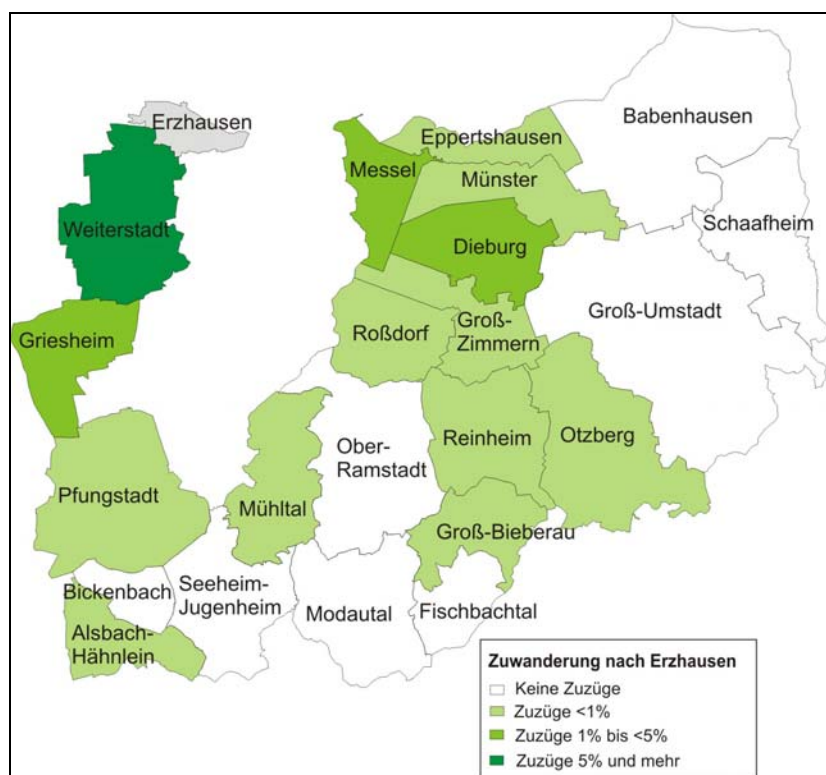 Erzhausen
Babenhausen
Eppertshausen
Messel
Münster
Schaafheim
Weiterstadt
Dieburg
Groß-Umstadt
Griesheim
Roßdorf
Groß-
Zimmern
Ober-
Ramstadt
Reinheim
Otzberg
Pfungstadt
Mühltal
Groß-Bieberau
Bickenbach
Seeheim-
Jugenheim
Modautal
Fischbachtal
Alsbach-
Hähnlein
Zuwanderung nach Erzhausen
Keine Zuzüge
Zuzüge <1%
Zuzüge 1% bis <5%
Zuzüge 5% und mehr